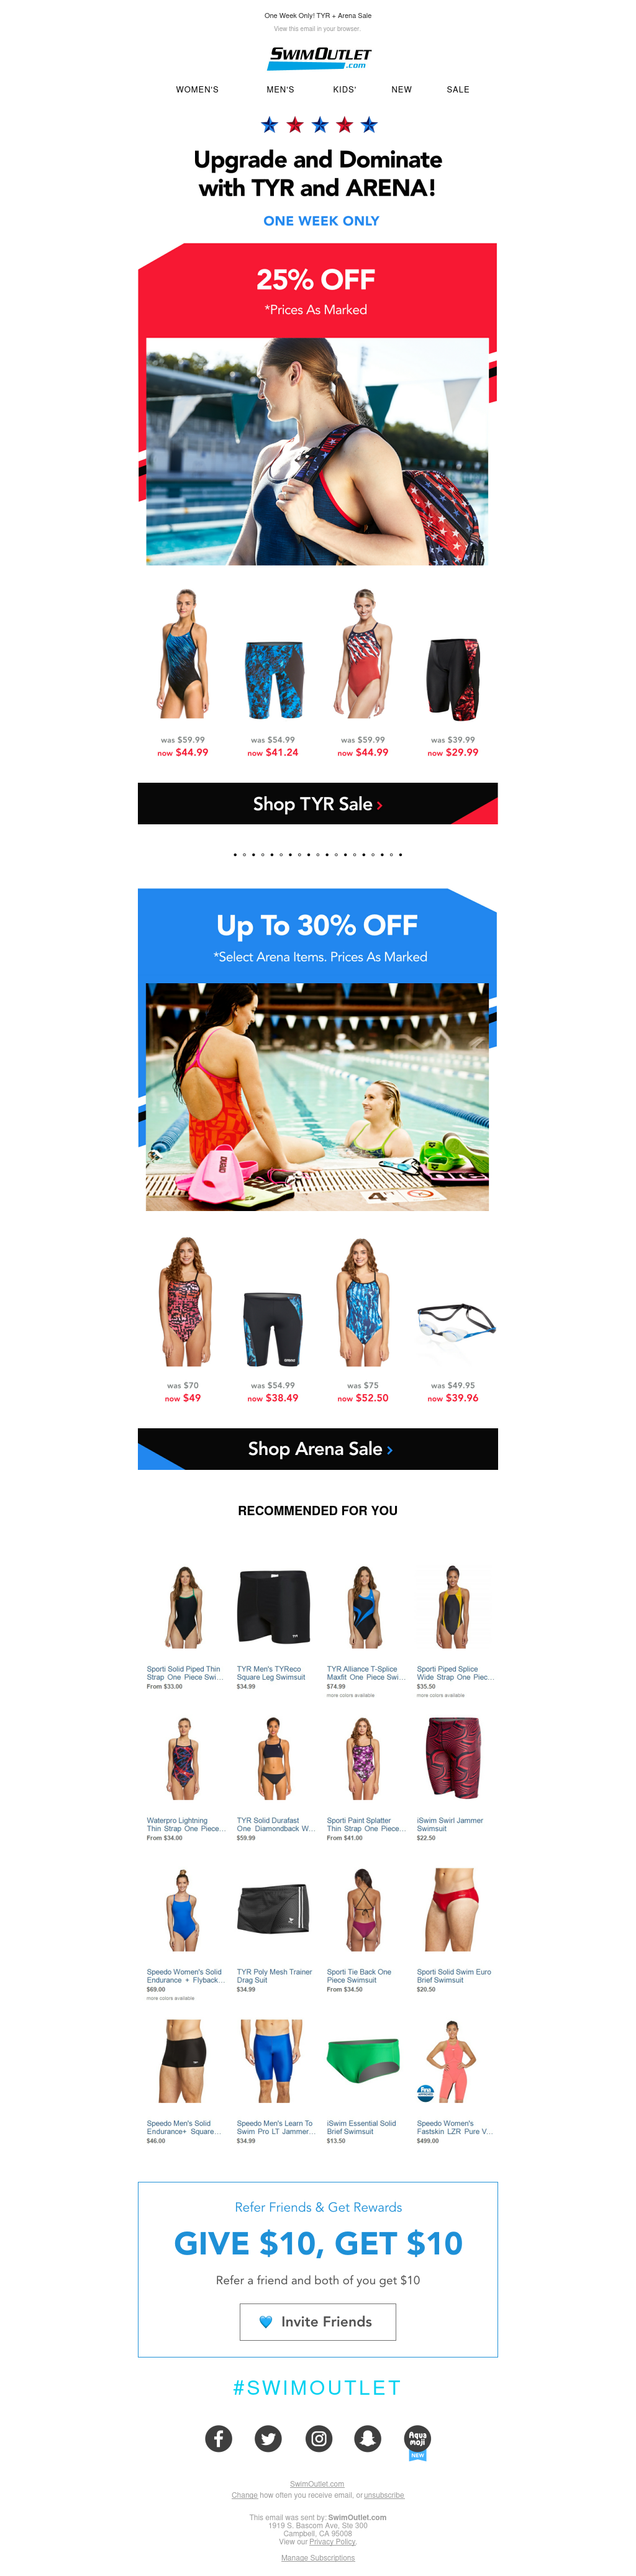 One Week Only! TYR + Arena Sale
View this email in your browser.
SWIMOUTLET
.com
WOMEN'S MEN'S KIDS' NEW SALE
Upgrade and Dominate
with TYR and ARENA!
ONE WEEK ONLY
25% OFF
*Prices As Marked
was $59.99 was $54.99 was $59.99 was $39.99
now $44.99 now $41.24 now $44.99 now $29.99
Shop TYR Sale ›
Up To 30% OFF
*Select Arena Items. Prices As Marked
was $70 was $54.99 was $75 was $49.95
now $49 now $38.49 now $52.50 now $39.96
Shop Arena Sale ›
RECOMMENDED FOR YOU
Sporti Solid Piped Thin TYR Men's TYReco TYR Alliance T-Splice Sporti Piped Splice
Strap One Piece Swi... Square Leg Swimsuit Maxfit One Piece Swi... Wide Strap One Piec...
From $33.00 $34.99 $74.99 $35.50
more colors available more colors available
Waterpro Lightning TYR Solid Durafast Sporti Paint Splatter iSwim Swirl Jammer
Thin Strap One Piece... One Diamondback W... Thin Strap One Piece... Swimsuit
From $34.00 $59.99 From $41.00 $22.50
Speedo Women's Solid TYR Poly Mesh Trainer Sporti Tie Back One Sporti Solid Swim Euro
Endurance + Flyback... Drag Suit Piece Swimsuit Brief Swimsuit
$69.00 $34.99 From $34.50 $20.50
more colors available
Speedo Men's Solid Speedo Men's Learn To iSwim Essential Solid Speedo Women's
Endurance+ Square... Swim Pro LT Jammer... Brief Swimsuit Fastskin LZR Pure V...
$46.00 $34.99 $13.50 $499.00
Refer Friends & Get Rewards
GIVE $10, GET $10
Refer a friend and both of you get $10
Invite Friends
#SWIMOUTLET
Aqua
moji
NEW
SwimOutlet.com
Change how often you receive email, or unsubscribe
This email was sent by: SwimOutlet.com
1919 S. Bascom Ave, Ste 300
Campbell, CA 95008
View our Privacy Policy.
Manage Subscriptions